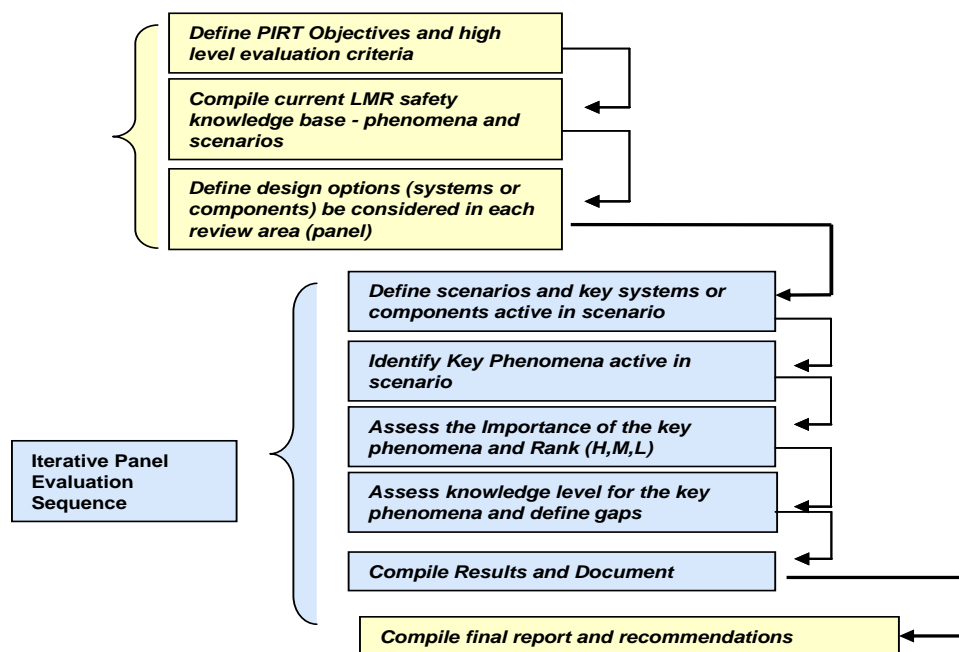 Define PIRT Objectives and high
level evaluation criteria
Compile current LMR safety
knowledge base - phenomena and
scenarios
Define design options (systems or
components) be considered in each
review area (panel)
Define scenarios and key systems or
components active in scenario
Identify Key Phenomena active in
scenario
Assess the Importance of the key
phenomena and Rank (H,M,L)
Iterative Panel
Evaluation
Sequence
Assess knowledge level for the key
phenomena and define gaps
Compile Results and Document
Compile final report and recommendations